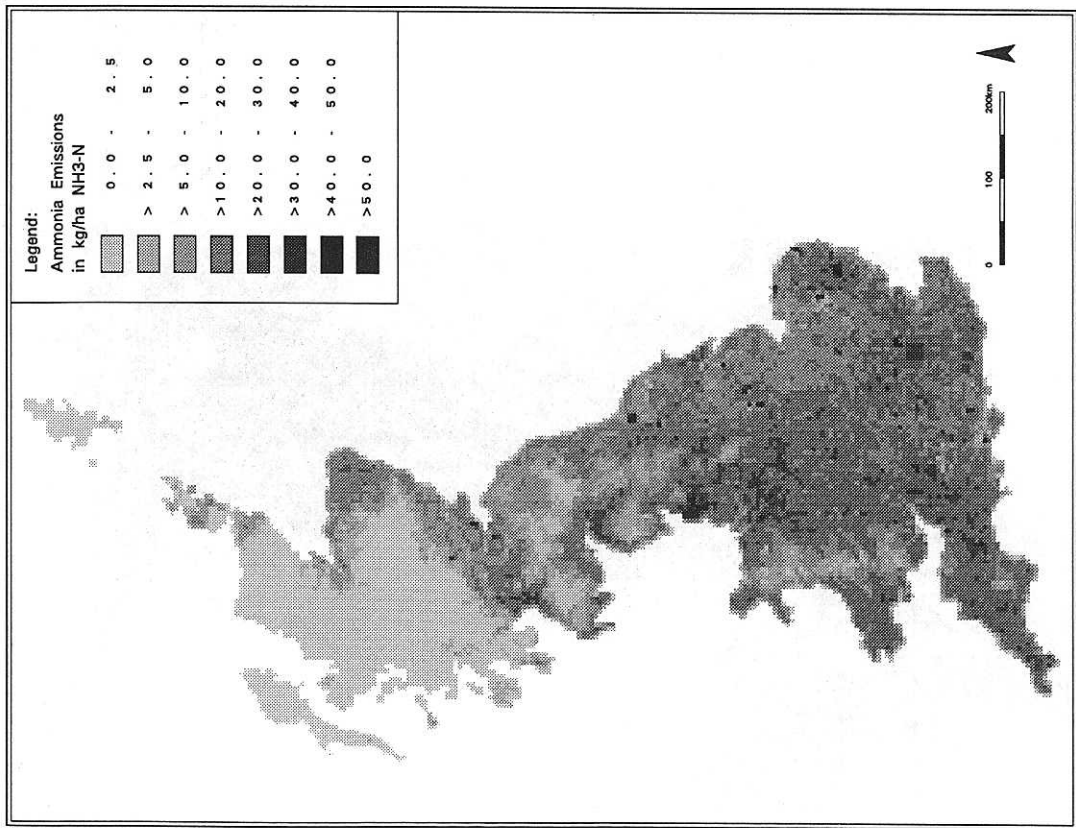 Legend:
Ammonia Emissions
in kg/ha NH3-N
0.0 - 2.5
>2.5 - 5.0
>5.0 - 10.0
>10.0 - 20.0
>20.0 - 30.0
>30.0 - 40.0
>40.0 - 50.0
>50.0
0 100 200km